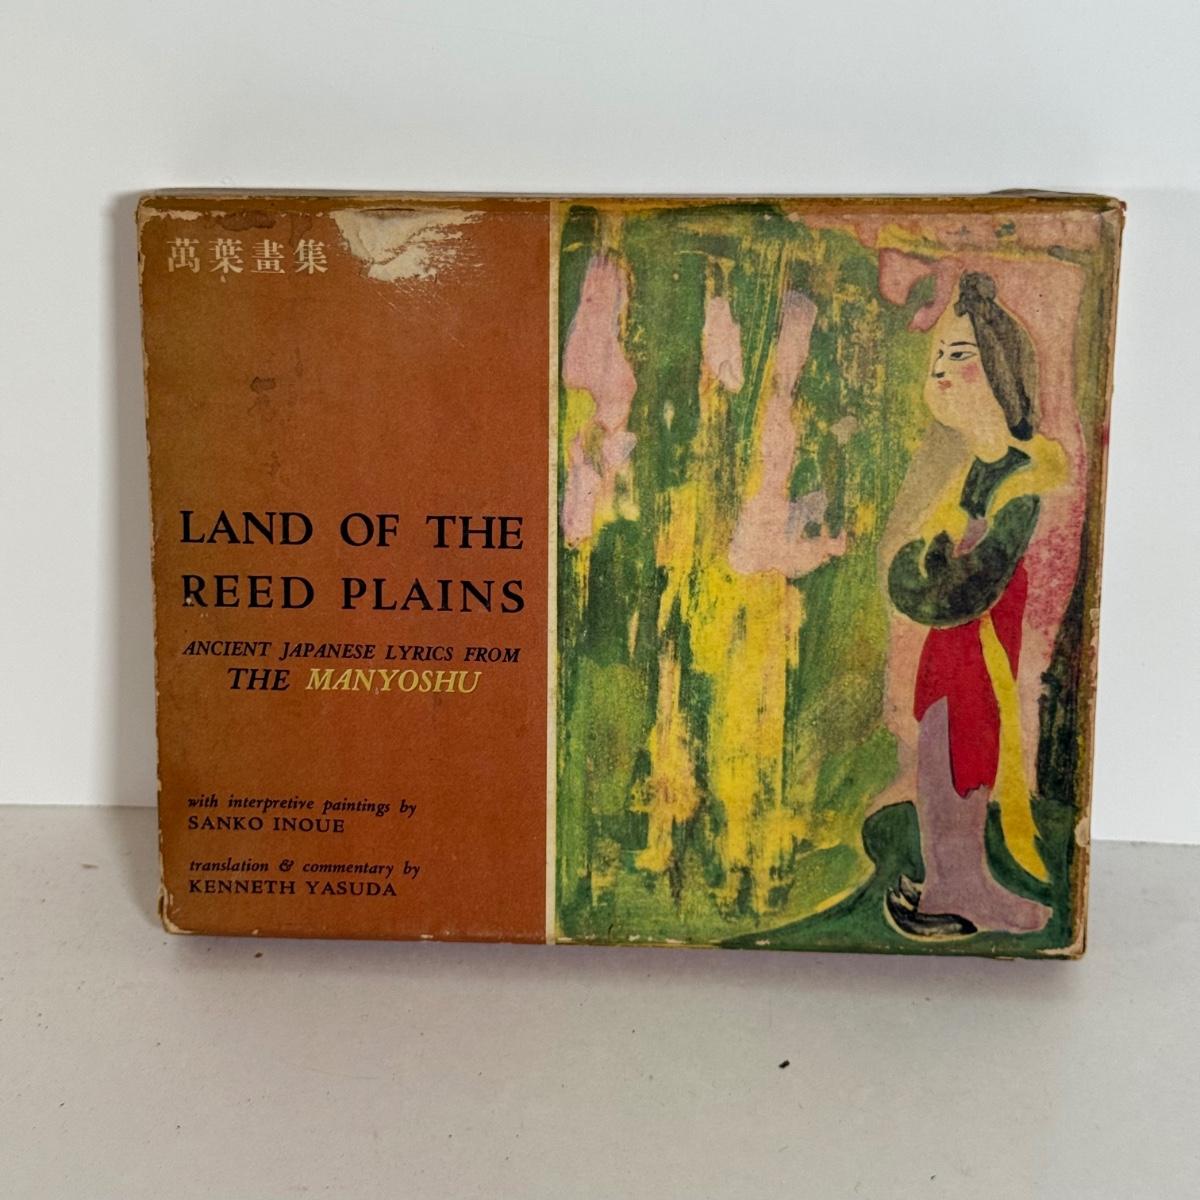 萬葉畫集
LAND OF THE
REED PLAINS
ANCIENT JAPANESE LYRICS FROM
THE MANYOSHU
with interpretive paintings by
SANKO INOUE
translation & commentary by
KENNETH YASUDA